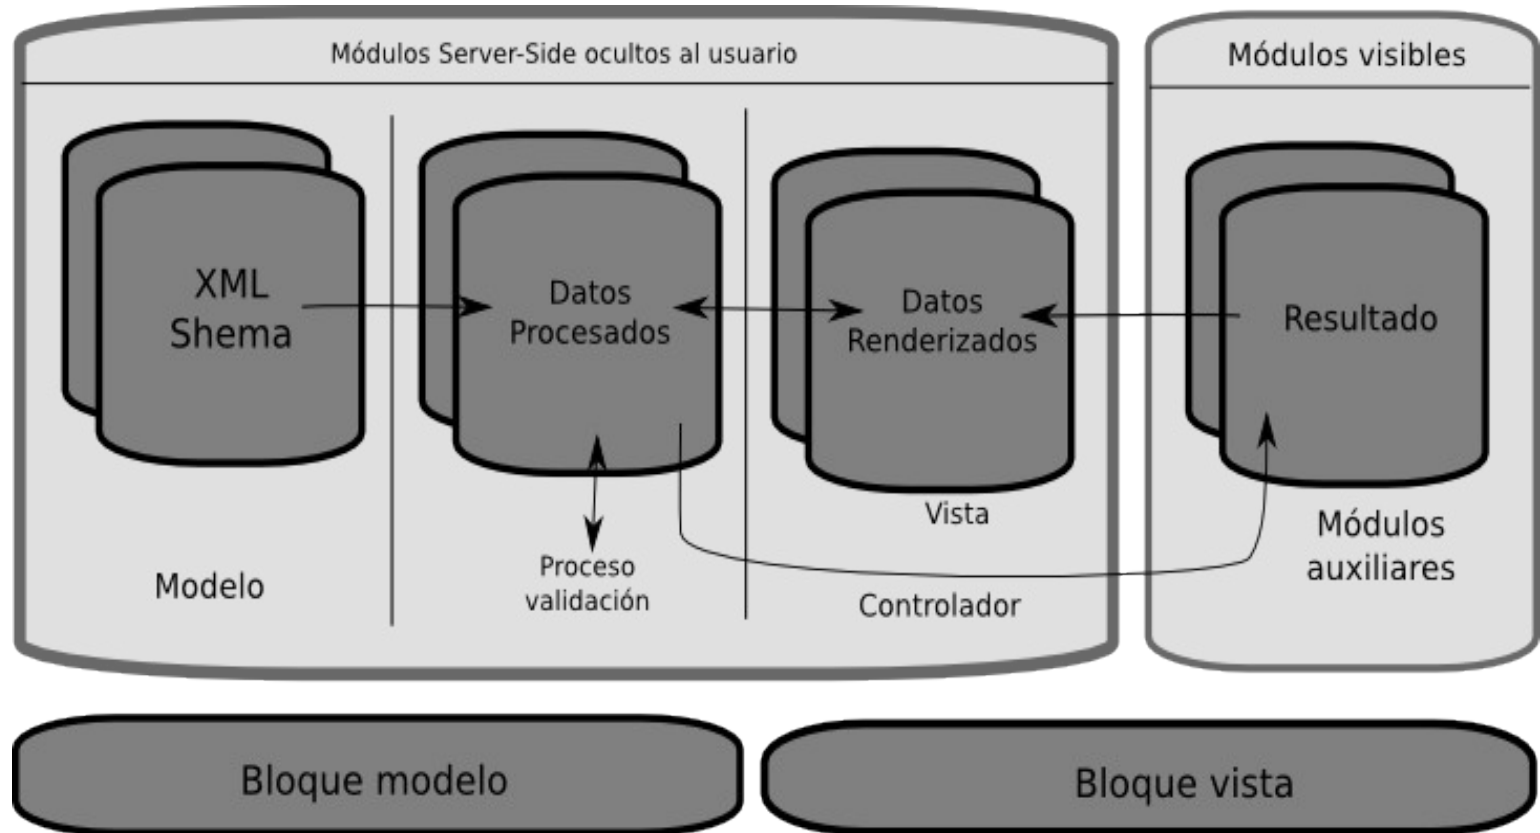 Módulos Server-Side ocultos al usuario
Módulos visibles
XML
Shema
Datos
Procesados
Datos
Renderizados
Resultado
Vista
Módulos
auxiliares
Modelo
Proceso
validación
Controlador
Bloque modelo
Bloque vista